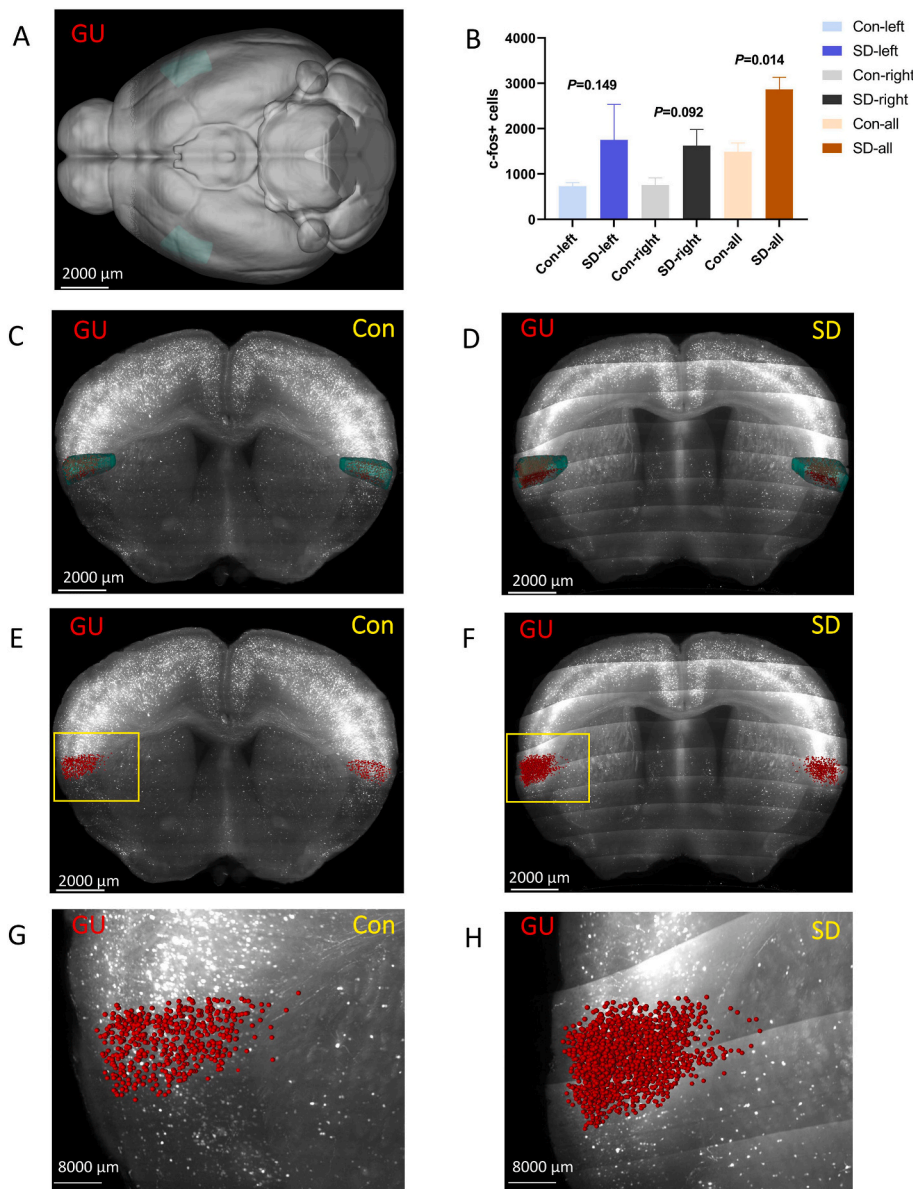 A
GU
2000 µm
B
c-fos+ cells
4000
3000
2000
1000
0
P=0.149
P=0.092
P=0.014
Con-left
SD-left
Con-right
SD-right
Con-all
SD-all
Con-left
SD-left
Con-right
SD-right
Con-all
SD-all
C
GU
Con
2000 µm
D
GU
SD
2000 µm
E
GU
Con
2000 µm
F
GU
SD
2000 µm
G
GU
Con
8000 µm
H
GU
SD
8000 µm